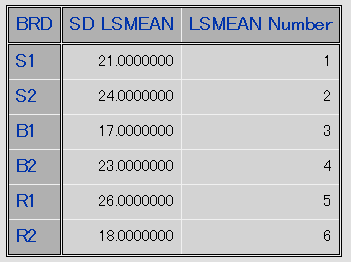 BRD SD LSMEAN LSMEAN Number
S1 21.0000000 1
S2 24.0000000 2
B1 17.0000000 3
B2 23.0000000 4
R1 26.0000000 5
R2 18.0000000 6